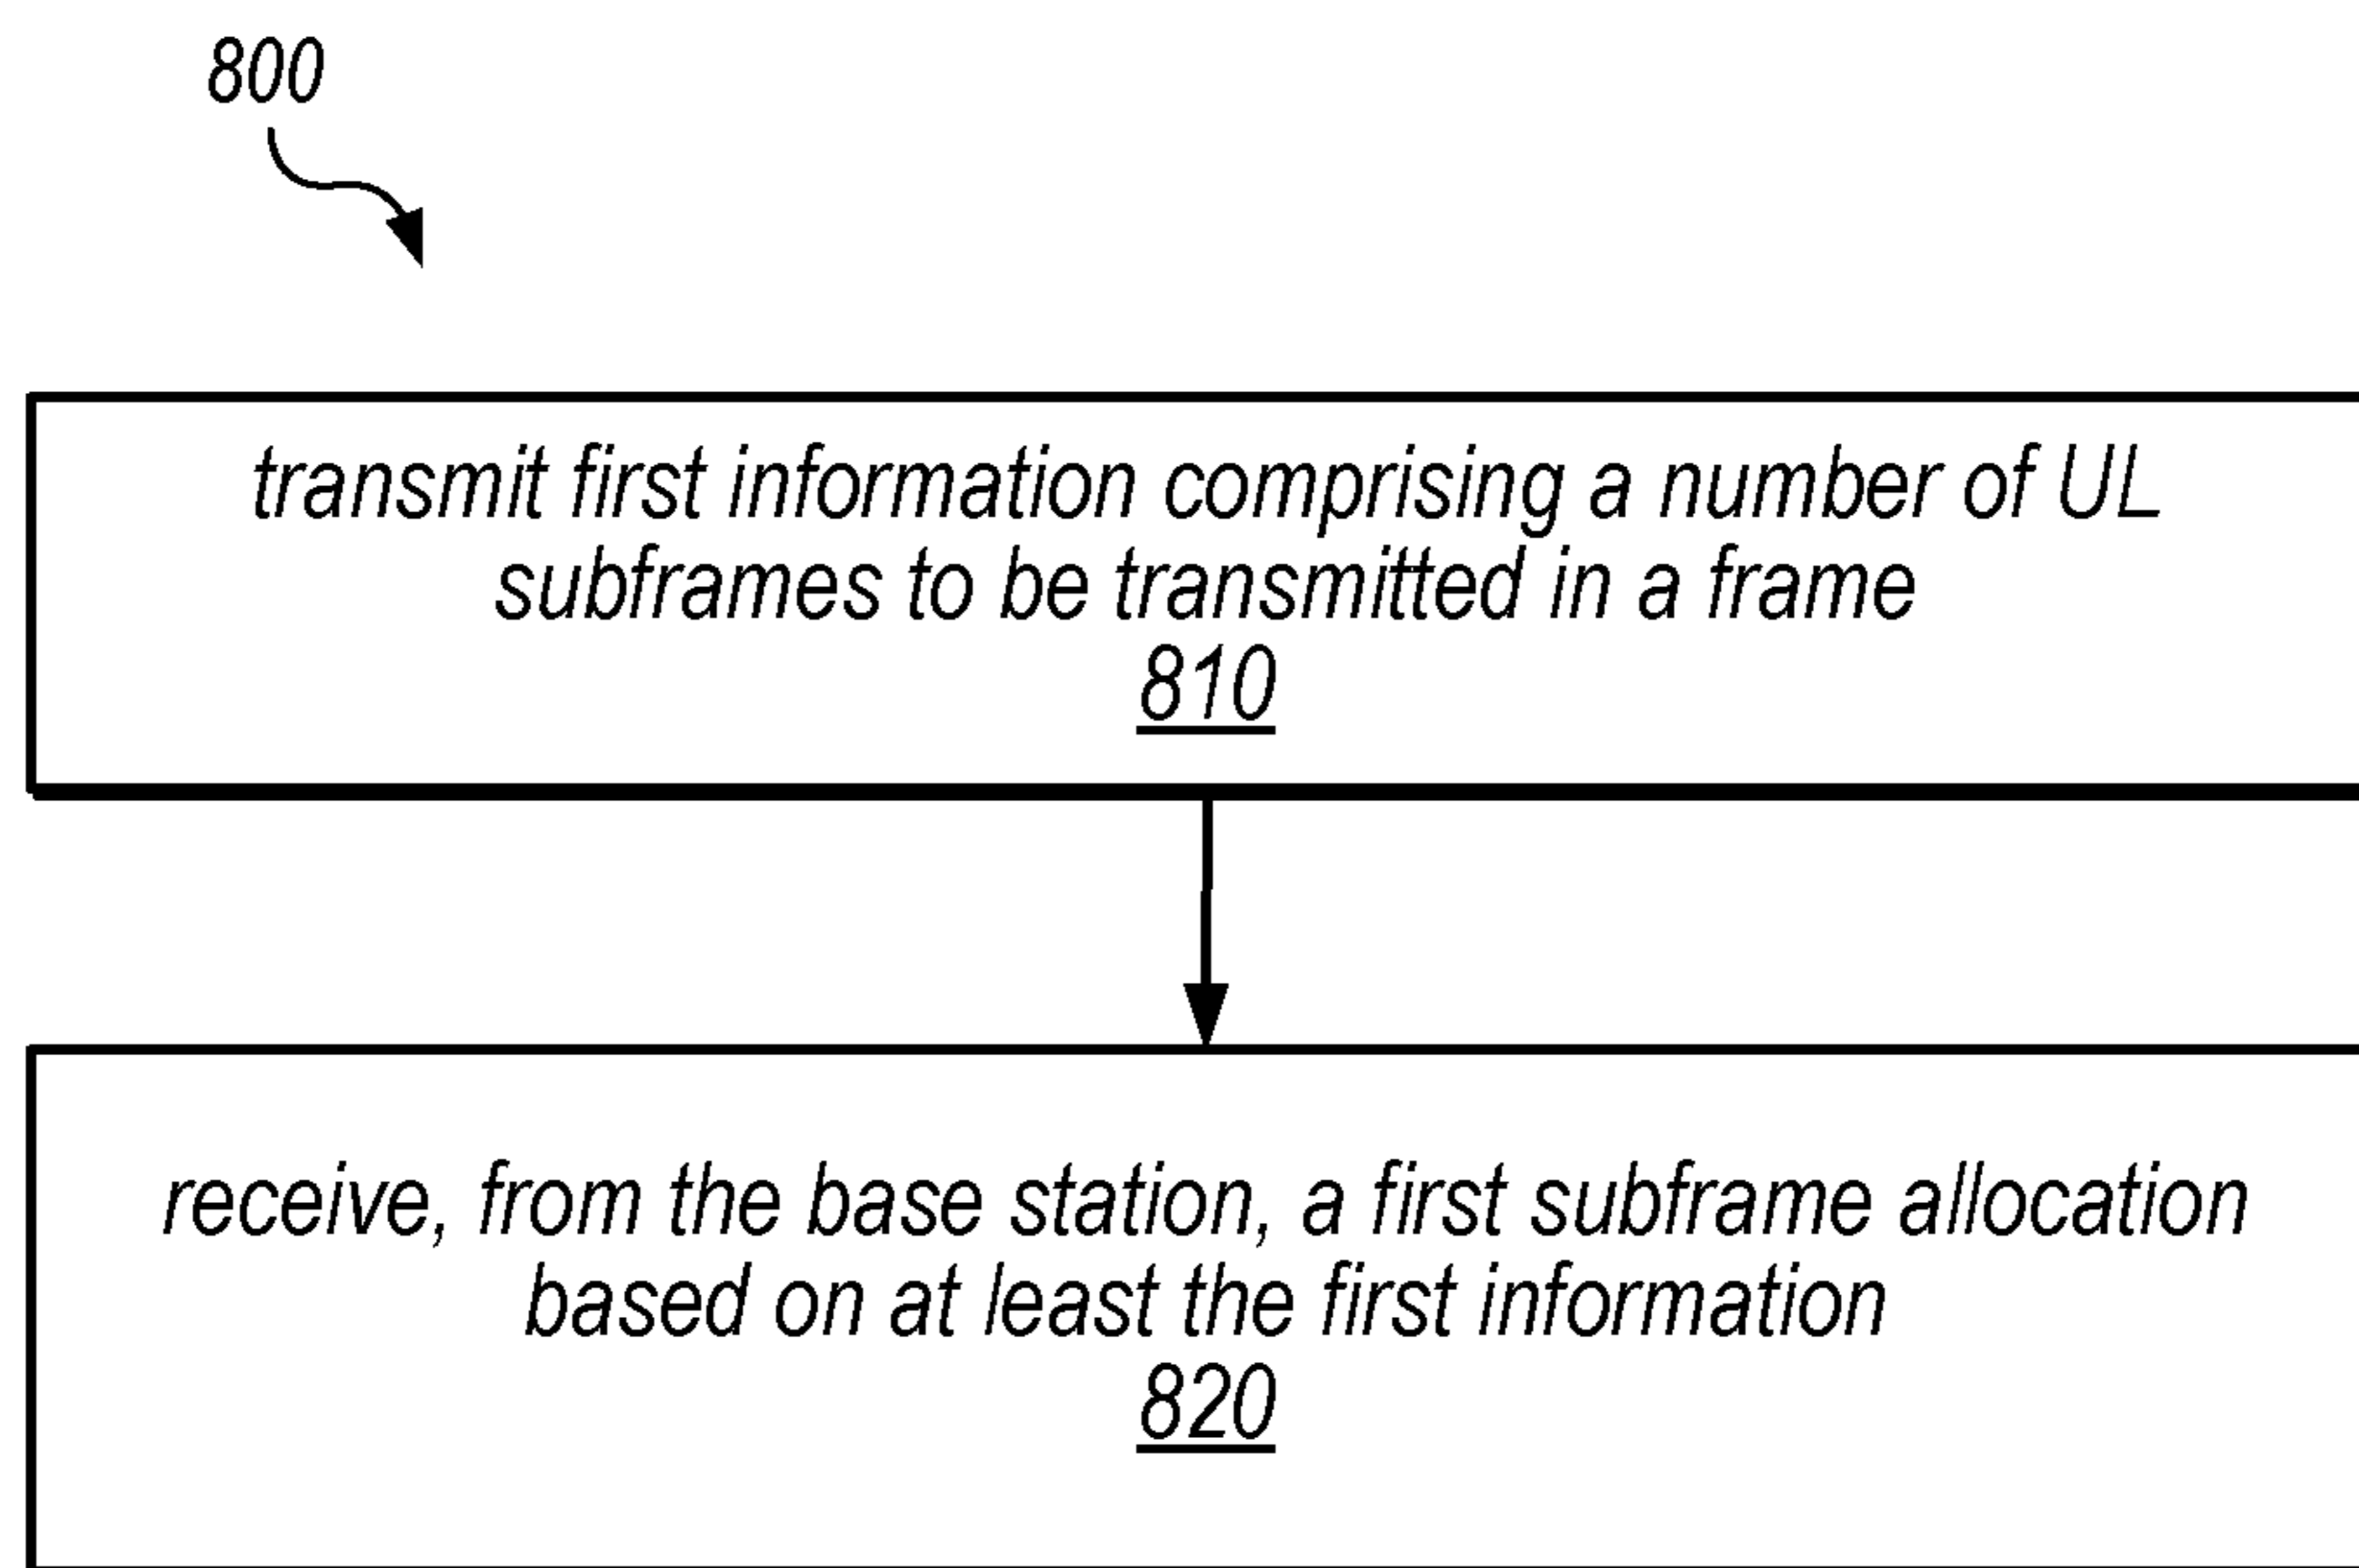 800
transmit first information comprising a number of UL
subframes to be transmitted in a frame
810
receive, from the base station, a first subframe allocation
based on at least the first information
820